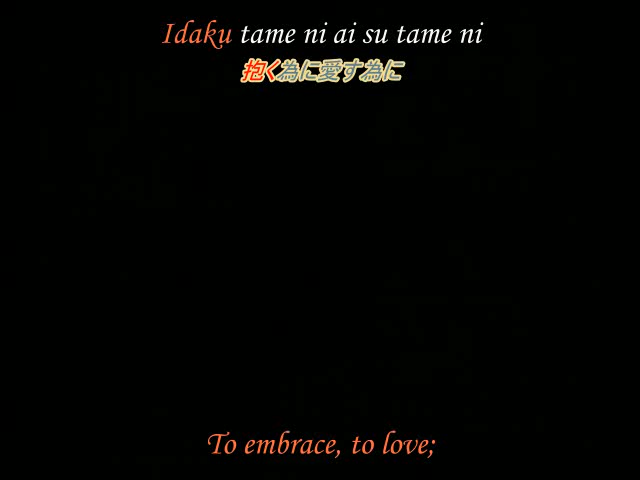 Idaku tame ni ai su tame ni
抱く為に愛す為に
To embrace, to love;